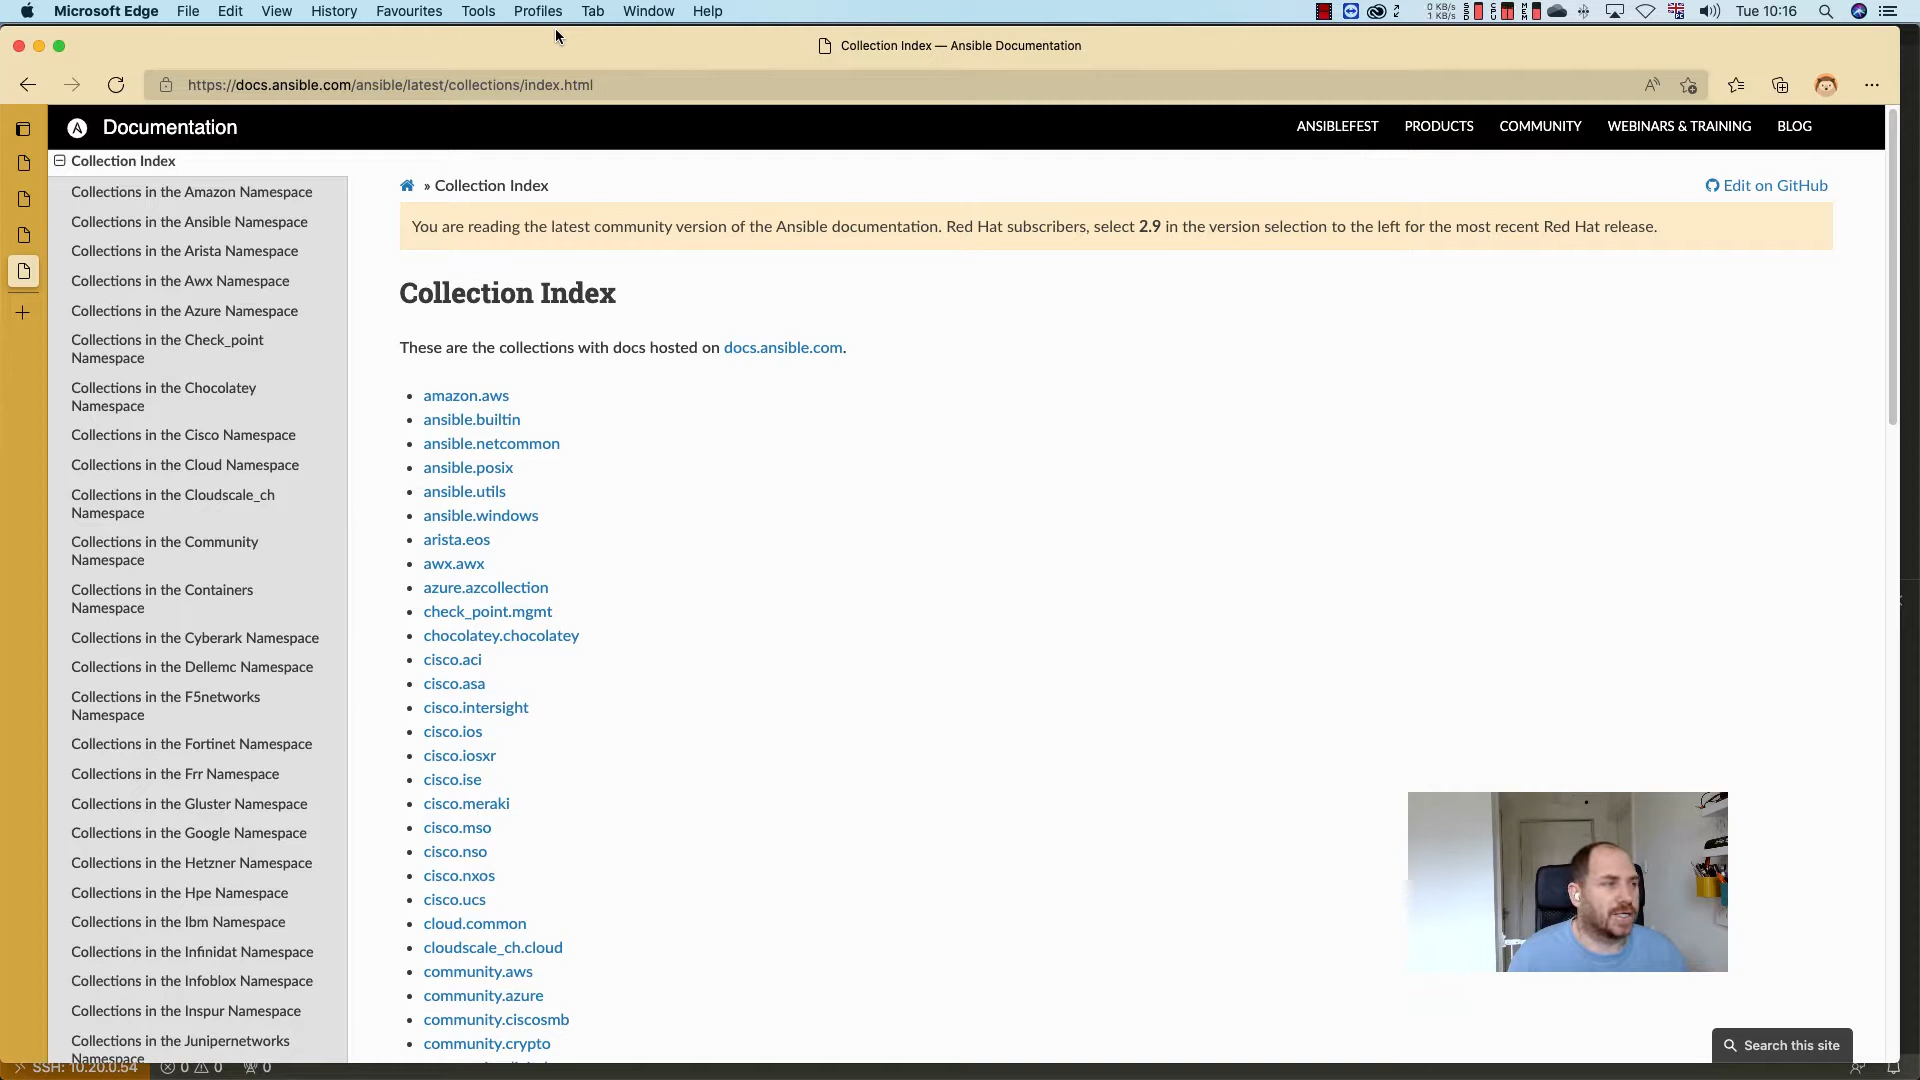 Microsoft Edge File Edit View History Favourites Tools Profiles Tab Window Help 0 KB/s 1 KB/s Tue 10:16
Collection Index — Ansible Documentation
https://docs.ansible.com/ansible/latest/collections/index.html
Documentation ANSIBLEFEST PRODUCTS COMMUNITY WEBINARS & TRAINING BLOG
Collection Index
Collections in the Amazon Namespace
Collections in the Ansible Namespace
Collections in the Arista Namespace
Collections in the Awx Namespace
Collections in the Azure Namespace
Collections in the Check_point
Namespace
Collections in the Chocolatey
Namespace
Collections in the Cisco Namespace
Collections in the Cloud Namespace
Collections in the Cloudscale_ch
Namespace
Collections in the Community
Namespace
Collections in the Containers
Namespace
Collections in the Cyberark Namespace
Collections in the Dellemc Namespace
Collections in the F5networks
Namespace
Collections in the Fortinet Namespace
Collections in the Frr Namespace
Collections in the Gluster Namespace
Collections in the Google Namespace
Collections in the Hetzner Namespace
Collections in the Hpe Namespace
Collections in the Ibm Namespace
Collections in the Infinidat Namespace
Collections in the Infoblox Namespace
Collections in the Inspur Namespace
Collections in the Junipernetworks
Namespace
» Collection Index Edit on GitHub
You are reading the latest community version of the Ansible documentation. Red Hat subscribers, select 2.9 in the version selection to the left for the most recent Red Hat release.
Collection Index
These are the collections with docs hosted on docs.ansible.com.
• amazon.aws
• ansible.builtin
• ansible.netcommon
• ansible.posix
• ansible.utils
• ansible.windows
• arista.eos
• awx.awx
• azure.azcollection
• check_point.mgmt
• chocolatey.chocolatey
• cisco.aci
• cisco.asa
• cisco.intersight
• cisco.ios
• cisco.iosxr
• cisco.ise
• cisco.meraki
• cisco.mso
• cisco.nso
• cisco.nxos
• cisco.ucs
• cloud.common
• cloudscale_ch.cloud
• community.aws
• community.azure
• community.ciscosmb
• community.crypto
Search this site
SSH: 10.20.0.54 0 0 0